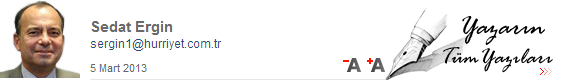 Sedat Ergin
sergin1@hurriyet.com.tr
5 Mart 2013
-A +A
Yazarın
Tüm Yazıları